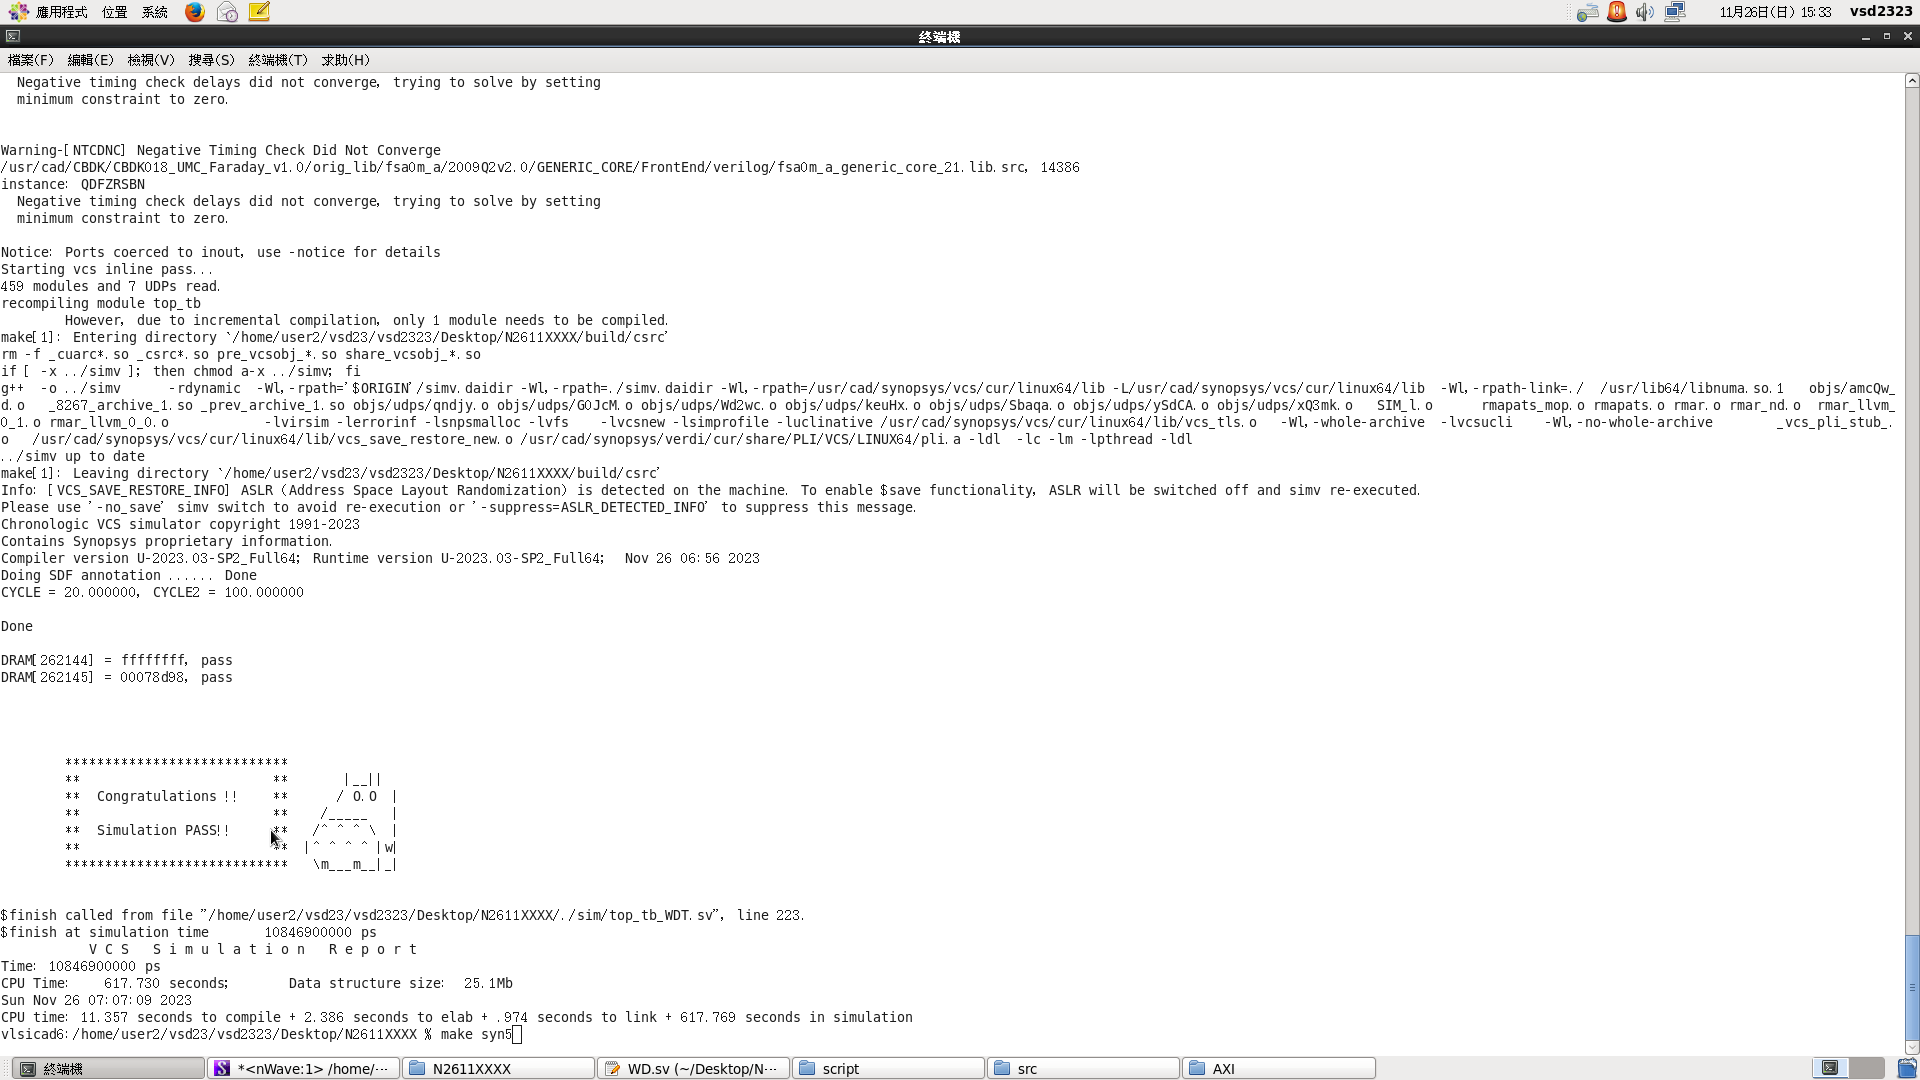 應用程式 位置 系統 11月26日(日) 15:33 vsd2323
終端機
檔案(F) 編輯(E) 檢視(V) 搜尋(S) 終端機(T) 求助(H)
Negative timing check delays did not converge, trying to solve by setting
minimum constraint to zero.
Warning-[NTCDNC] Negative Timing Check Did Not Converge
/usr/cad/CBDK/CBDK018_UMC_Faraday_v1.0/orig_lib/fsa0m_a/2009Q2v2.0/GENERIC_CORE/FrontEnd/verilog/fsa0m_a_generic_core_21.lib.src, 14386
instance: QDFZRSBN
Negative timing check delays did not converge, trying to solve by setting
minimum constraint to zero.
Notice: Ports coerced to inout, use -notice for details
Starting vcs inline pass...
459 modules and 7 UDPs read.
recompiling module top_tb
However, due to incremental compilation, only 1 module needs to be compiled.
make[1]: Entering directory `/home/user2/vsd23/vsd2323/Desktop/N2611XXXX/build/csrc'
rm -f _cuarc*.so _csrc*.so pre_vcsobj_*.so share_vcsobj_*.so
if [ -x ../simv ]; then chmod a-x ../simv; fi
g++ -o ../simv -rdynamic -Wl,-rpath='$ORIGIN'/simv.daidir -Wl,-rpath=./simv.daidir -Wl,-rpath=/usr/cad/synopsys/vcs/cur/linux64/lib -L/usr/cad/synopsys/vcs/cur/linux64/lib -Wl,-rpath-link=./ /usr/lib64/libnuma.so.1 objs/amcQw_
d.o _8267_archive_1.so _prev_archive_1.so objs/udps/qndjy.o objs/udps/G0JcM.o objs/udps/Wd2wc.o objs/udps/keuHx.o objs/udps/Sbaqa.o objs/udps/ySdCA.o objs/udps/xQ3mk.o SIM_l.o rmapats_mop.o rmapats.o rmar.o rmar_nd.o rmar_llvm_
0_1.o rmar_llvm_0_0.o -lvirsim -lerrorinf -lsnpsmalloc -lvfs -lvcsnew -lsimprofile -luclinative /usr/cad/synopsys/vcs/cur/linux64/lib/vcs_tls.o -Wl,-whole-archive -lvcsucli -Wl,-no-whole-archive _vcs_pli_stub_.
o /usr/cad/synopsys/vcs/cur/linux64/lib/vcs_save_restore_new.o /usr/cad/synopsys/verdi/cur/share/PLI/VCS/LINUX64/pli.a -ldl -lc -lm -lpthread -ldl
../simv up to date
make[1]: Leaving directory `/home/user2/vsd23/vsd2323/Desktop/N2611XXXX/build/csrc'
Info: [VCS_SAVE_RESTORE_INFO] ASLR (Address Space Layout Randomization) is detected on the machine. To enable $save functionality, ASLR will be switched off and simv re-executed.
Please use '-no_save' simv switch to avoid re-execution or '-suppress=ASLR_DETECTED_INFO' to suppress this message.
Chronologic VCS simulator copyright 1991-2023
Contains Synopsys proprietary information.
Compiler version U-2023.03-SP2_Full64; Runtime version U-2023.03-SP2_Full64; Nov 26 06:56 2023
Doing SDF annotation ...... Done
CYCLE = 20.000000, CYCLE2 = 100.000000
Done
DRAM[262144] = ffffffff, pass
DRAM[262145] = 00078d98, pass
****************************
** ** |__||
** Congratulations !! ** / O.O |
** ** /_____ |
** Simulation PASS!! ** /^ ^ ^ \ |
** ** |^ ^ ^ ^ |w|
**************************** \m___m__|_|
$finish called from file "/home/user2/vsd23/vsd2323/Desktop/N2611XXXX/./sim/top_tb_WDT.sv", line 223.
$finish at simulation time 10846900000 ps
V C S S i m u l a t i o n R e p o r t
Time: 10846900000 ps
CPU Time: 617.730 seconds; Data structure size: 25.1Mb
Sun Nov 26 07:07:09 2023
CPU time: 11.357 seconds to compile + 2.386 seconds to elab + .974 seconds to link + 617.769 seconds in simulation
vlsicad6:/home/user2/vsd23/vsd2323/Desktop/N2611XXXX % make syn5
終端機 *<nWave:1> /home/··· N2611XXXX WD.sv (~/Desktop/N··· script src AXI